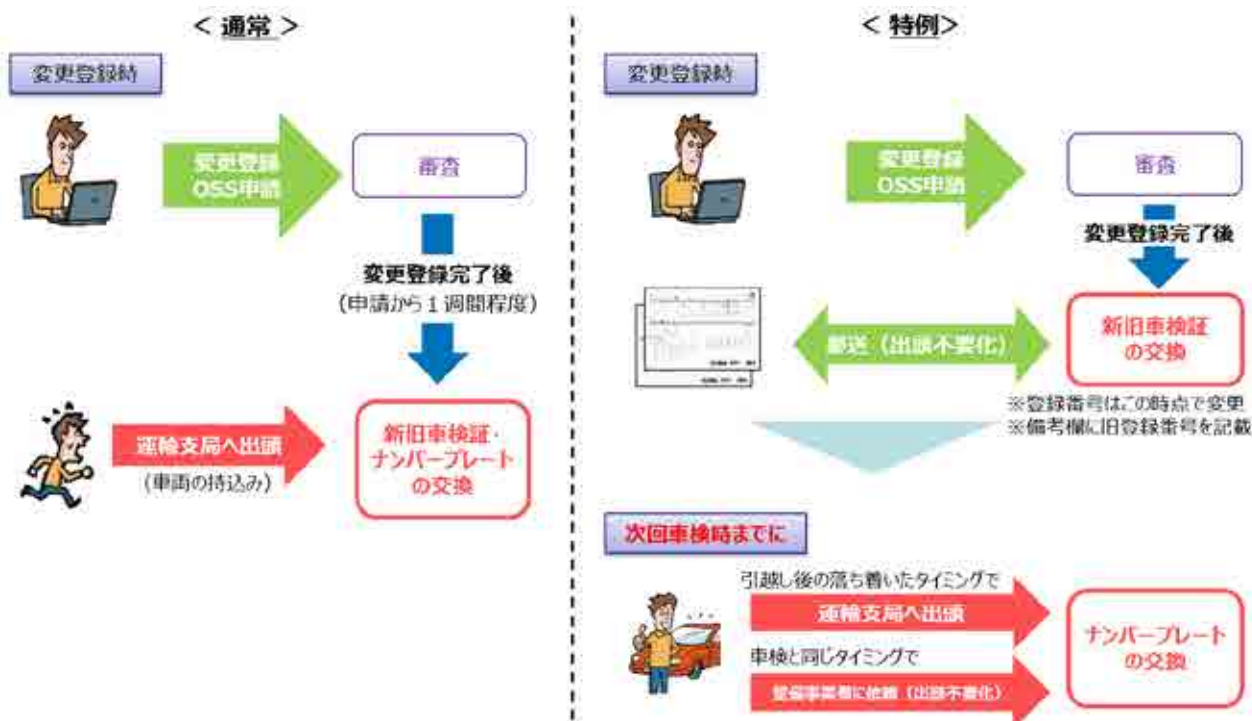 < 通常 >
変更登録時
変更登録
OSS申請
審査
変更登録完了後
(申請から1週間程度)
運輸支局へ出頭
(車両の持込み)
新旧車検証・
ナンバープレート
の交換
<特例>
変更登録時
変更登録
OSS申請
審査
変更登録完了後
郵送(出頭不要化)
新旧車検証
の交換
※登録番号はこの時点で変更
※備考欄に旧登録番号を記載
次回車検時までに
引越し後の落ち着いたタイミングで
運輸支局へ出頭
車検と同じタイミングで
整備事業者に依頼(出頭不要化)
ナンバープレート
の交換